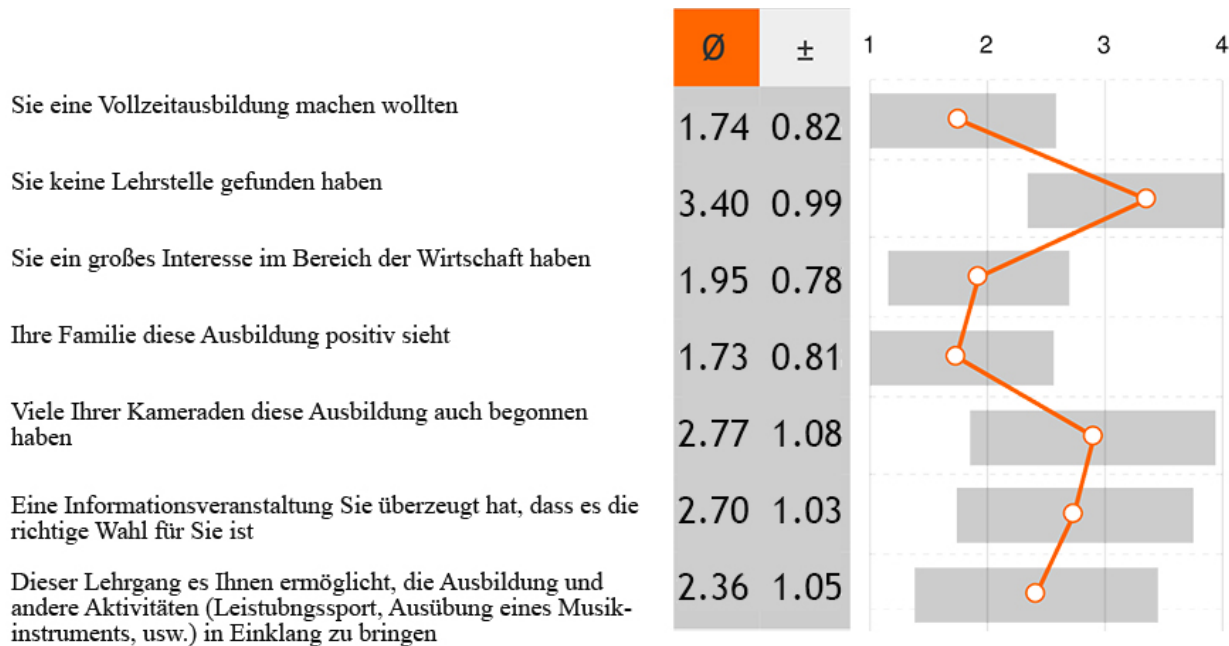 Ø ± 1 2 3 4
Sie eine Vollzeitausbildung machen wollten 1.74 0.82
Sie keine Lehrstelle gefunden haben 3.40 0.99
Sie ein großes Interesse im Bereich der Wirtschaft haben 1.95 0.78
Ihre Familie diese Ausbildung positiv sieht 1.73 0.81
Viele Ihrer Kameraden diese Ausbildung auch begonnen
haben 2.77 1.08
Eine Informationsveranstaltung Sie überzeugt hat, dass es die
richtige Wahl für Sie ist 2.70 1.03
Dieser Lehrgang es Ihnen ermöglicht, die Ausbildung und
andere Aktivitäten (Leistubngssport, Ausübung eines Musik- 2.36 1.05
instruments, usw.) in Einklang zu bringen